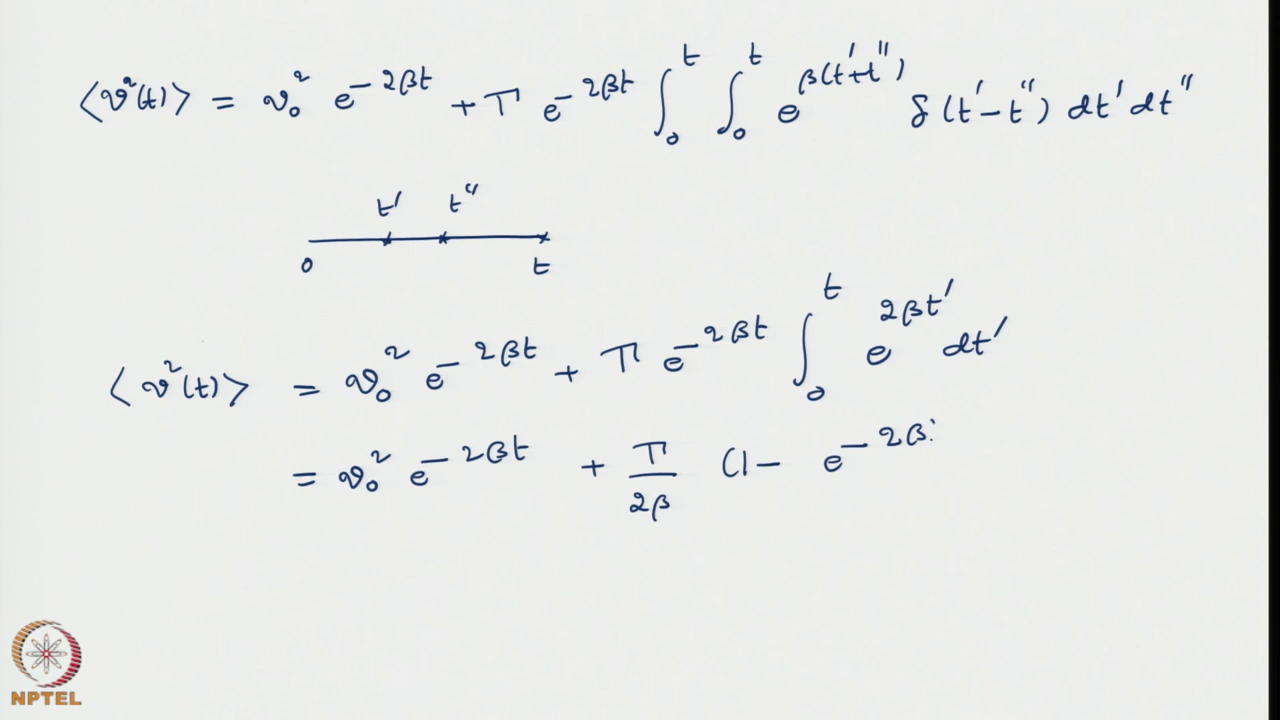 ⟨v²(t)⟩ = v₀² e^{-2βt} + Π e^{-2βt} ∫₀^t ∫₀^t e^{β(t'+t'')} δ(t'-t'') dt' dt''
t' t''
0 t
⟨v²(t)⟩ = v₀² e^{-2βt} + Π e^{-2βt} ∫₀^t e^{2βt'} dt'
= v₀² e^{-2βt} + Π/2β (1 - e^{-2β
NPTEL